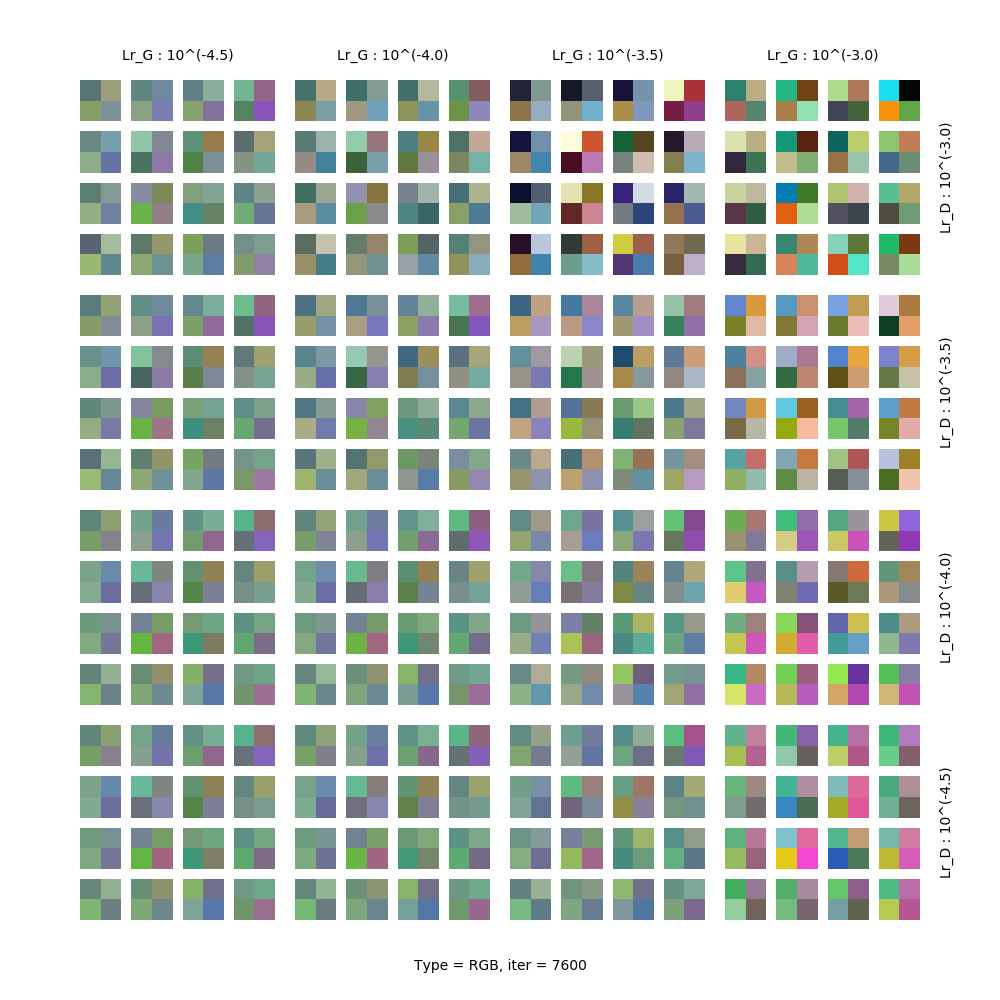 Lr_G : 10^(-4.5)
Lr_G : 10^(-4.0)
Lr_G : 10^(-3.5)
Lr_G : 10^(-3.0)
Lr_D : 10^(-3.0)
Lr_D : 10^(-3.5)
Lr_D : 10^(-4.0)
Lr_D : 10^(-4.5)
Type = RGB, iter = 7600